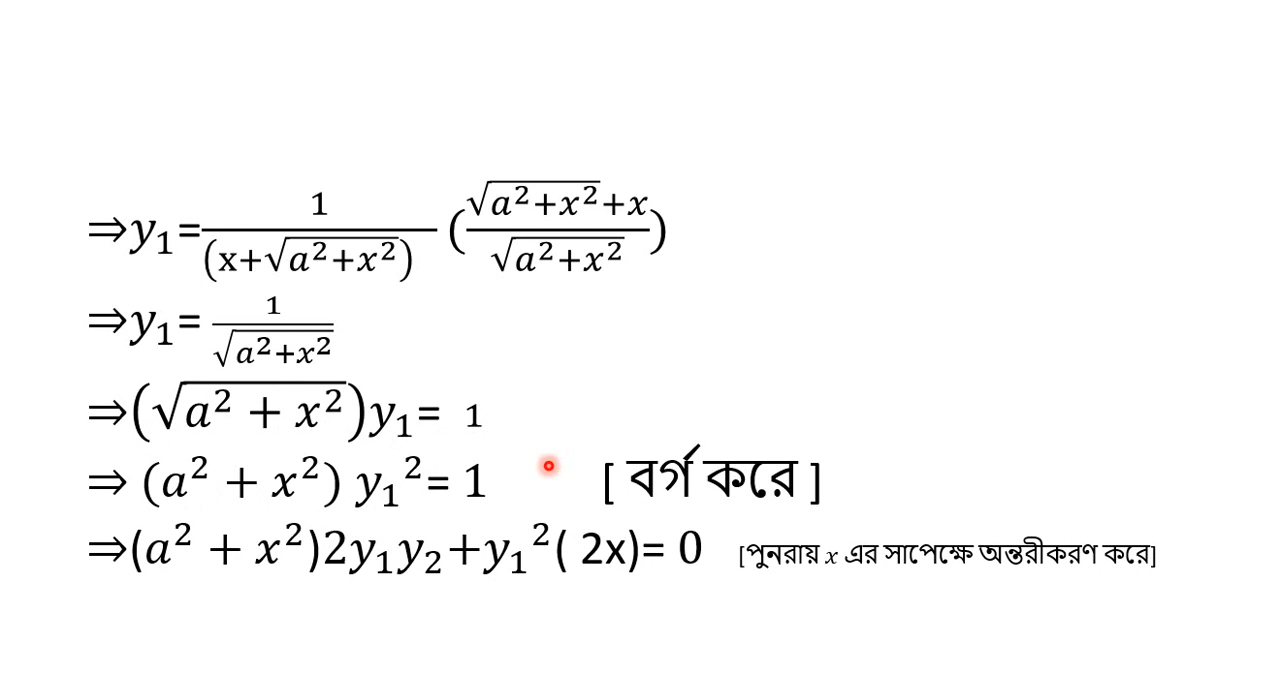 ⇒y₁=1/(x+√(a²+x²)) ((√(a²+x²)+x)/√(a²+x²))
⇒y₁= 1/√(a²+x²)
⇒(√(a² + x²))y₁= 1
⇒ (a² + x²) y₁²= 1 [ বর্গ করে ]
⇒(a² + x²)2y₁y₂+y₁²( 2x)= 0 [পুনরায় x এর সাপেক্ষে অন্তরীকরণ করে]